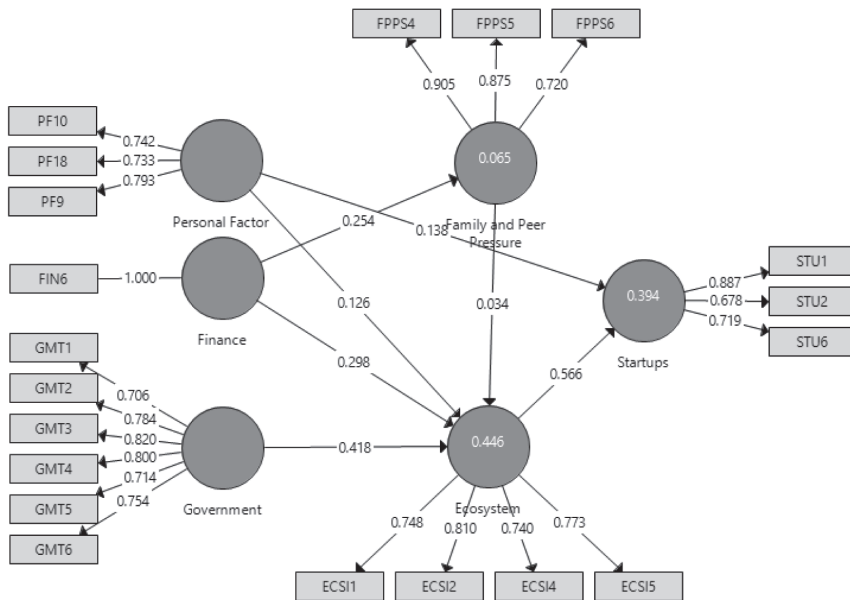 FPPS4
FPPS5
FPPS6
0.905
0.875
0.720
PF10
PF18
PF9
0.742
0.733
0.793
Personal Factor
0.065
Family and Peer
Pressure
0.254
0.138
FIN6
1.000
Finance
0.126
0.034
0.298
0.394
Startups
0.887
0.678
0.719
STU1
STU2
STU6
GMT1
GMT2
GMT3
GMT4
GMT5
GMT6
0.706
0.784
0.820
0.800
0.714
0.754
Government
0.418
0.566
0.446
Ecosystem
0.748
0.810
0.740
0.773
ECSI1
ECSI2
ECSI4
ECSI5